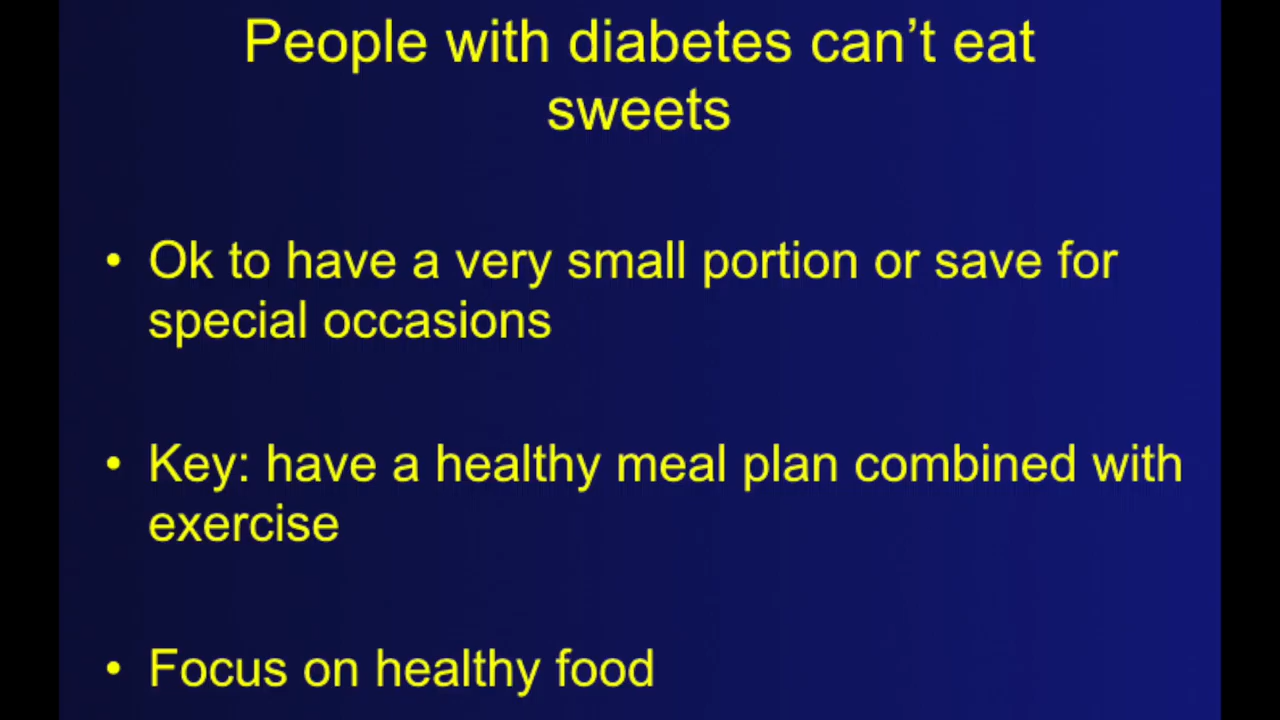 People with diabetes can’t eat
sweets
• Ok to have a very small portion or save for
special occasions
• Key: have a healthy meal plan combined with
exercise
• Focus on healthy food